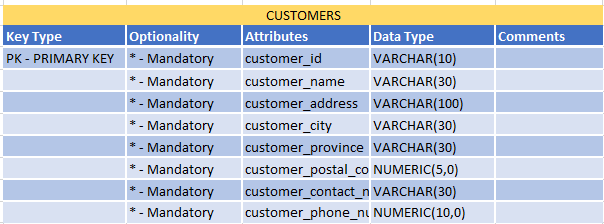 CUSTOMERS
Key Type Optionality Attributes Data Type Comments
PK - PRIMARY KEY * - Mandatory customer_id VARCHAR(10)
* - Mandatory customer_name VARCHAR(30)
* - Mandatory customer_address VARCHAR(100)
* - Mandatory customer_city VARCHAR(30)
* - Mandatory customer_province VARCHAR(30)
* - Mandatory customer_postal_co NUMERIC(5,0)
* - Mandatory customer_contact_n VARCHAR(30)
* - Mandatory customer_phone_nu NUMERIC(10,0)